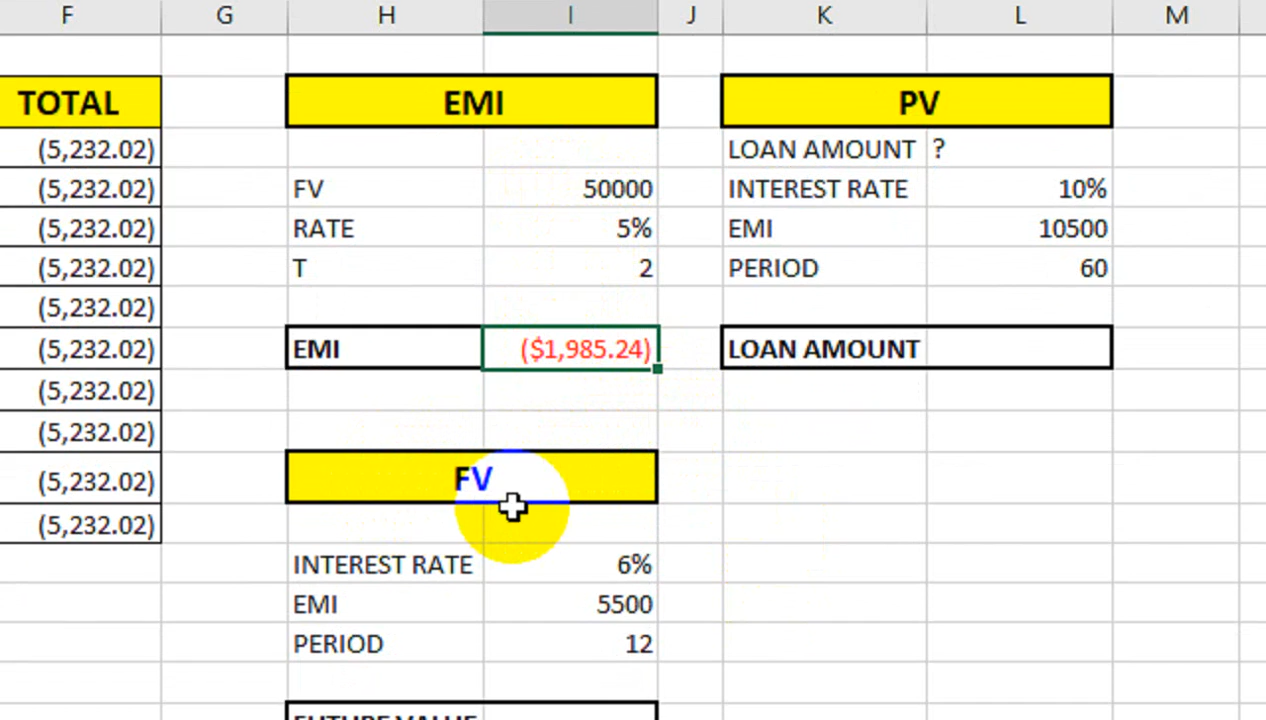 F G H I J K L M
TOTAL EMI PV
(5,232.02) LOAN AMOUNT ?
(5,232.02) FV 50000 INTEREST RATE 10%
(5,232.02) RATE 5% EMI 10500
(5,232.02) T 2 PERIOD 60
(5,232.02)
(5,232.02) EMI ($1,985.24) LOAN AMOUNT
(5,232.02)
(5,232.02)
(5,232.02) FV
(5,232.02)
INTEREST RATE 6%
EMI 5500
PERIOD 12
FUTURE VALUE